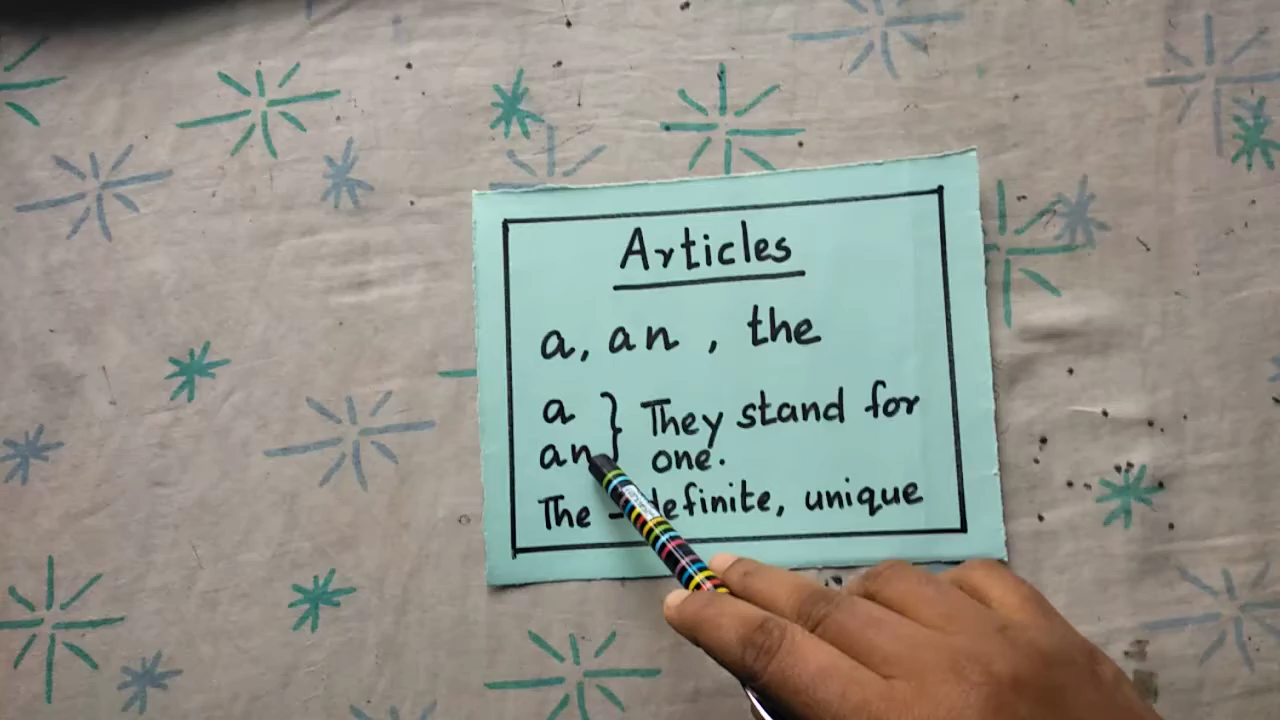 Articles
a, an, the
a } They stand for
an } one.
The - definite, unique